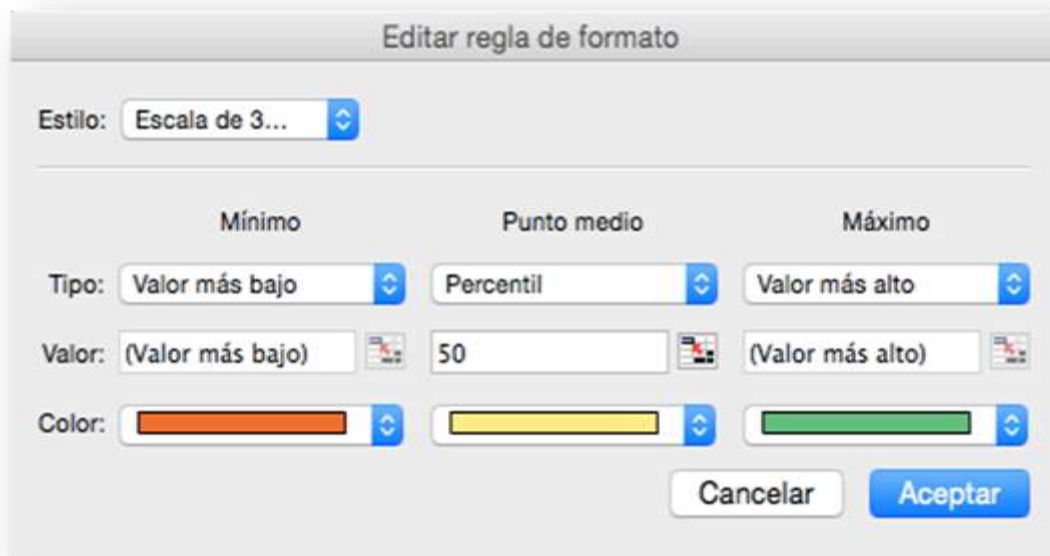 Editar regla de formato
Estilo: Escala de 3...
Mínimo Punto medio Máximo
Tipo: Valor más bajo Percentil Valor más alto
Valor: (Valor más bajo) 50 (Valor más alto)
Color:
Cancelar Aceptar